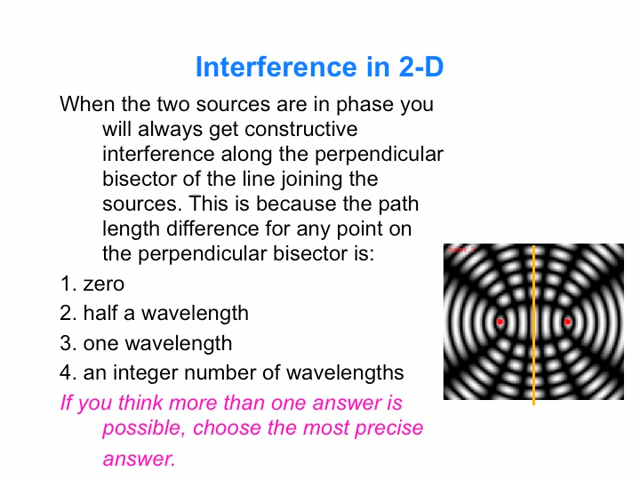 Interference in 2-D
When the two sources are in phase you
will always get constructive
interference along the perpendicular
bisector of the line joining the
sources. This is because the path
length difference for any point on
the perpendicular bisector is:
1. zero
2. half a wavelength
3. one wavelength
4. an integer number of wavelengths
If you think more than one answer is
possible, choose the most precise
answer.